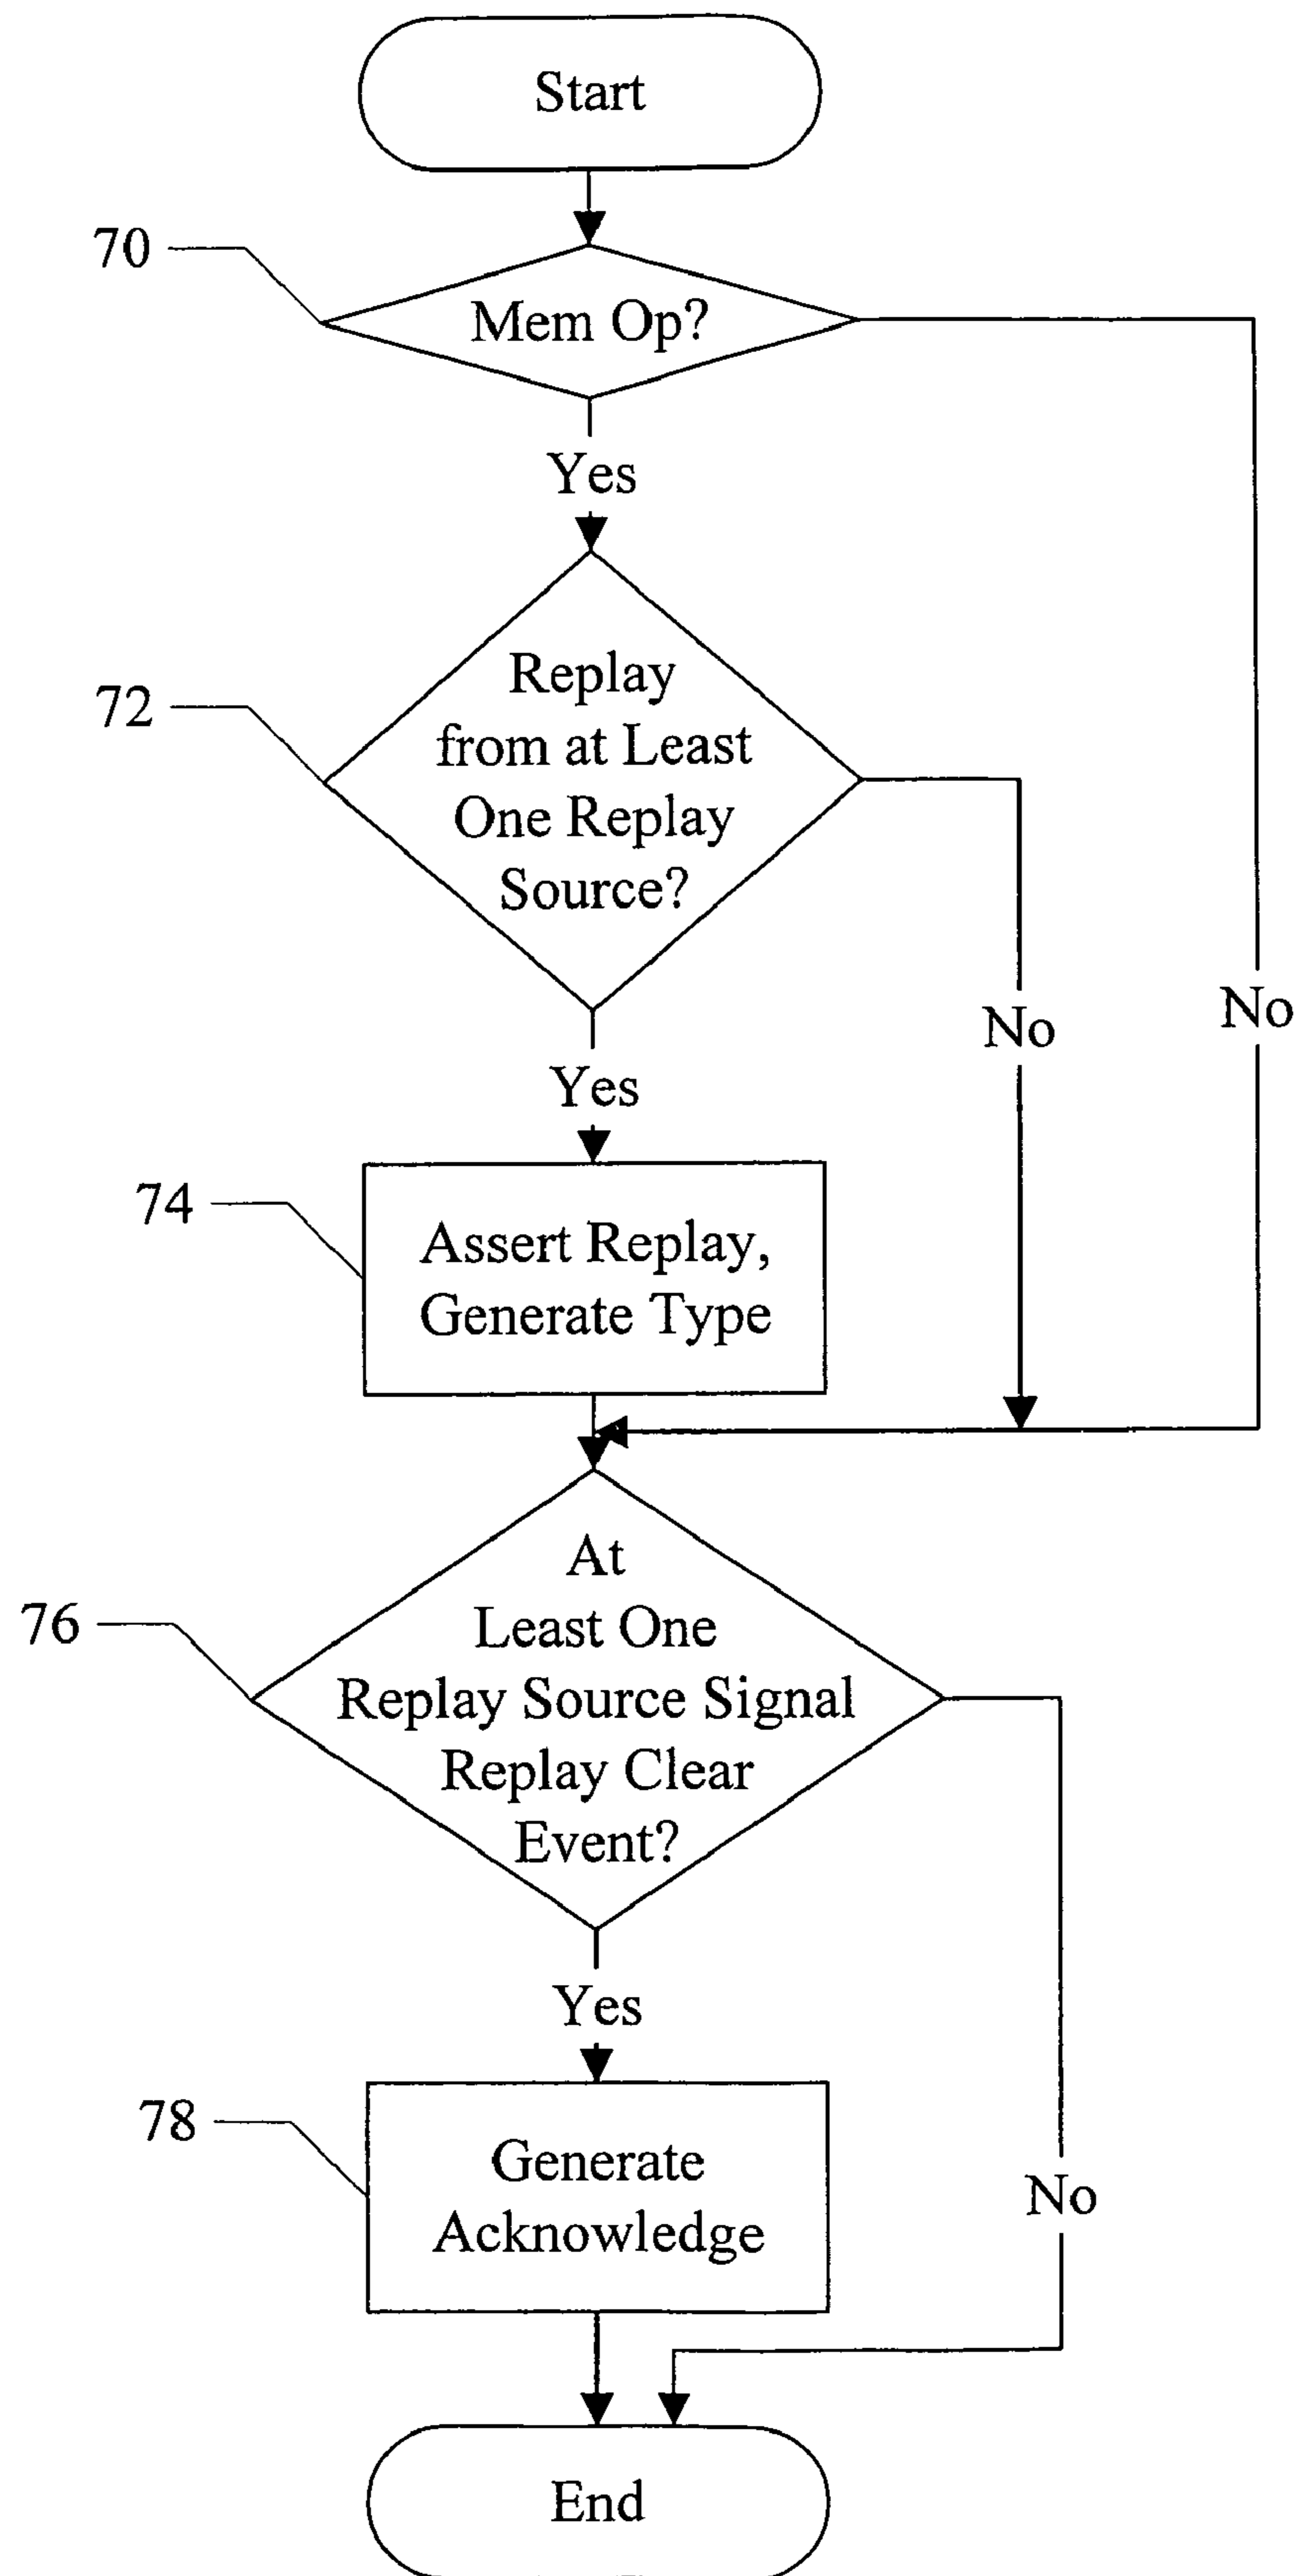 Start
70
Mem Op?
Yes
72
Replay
from at Least
One Replay
Source?
No
No
Yes
74
Assert Replay,
Generate Type
76
At
Least One
Replay Source Signal
Replay Clear
Event?
Yes
78
Generate
Acknowledge
No
End